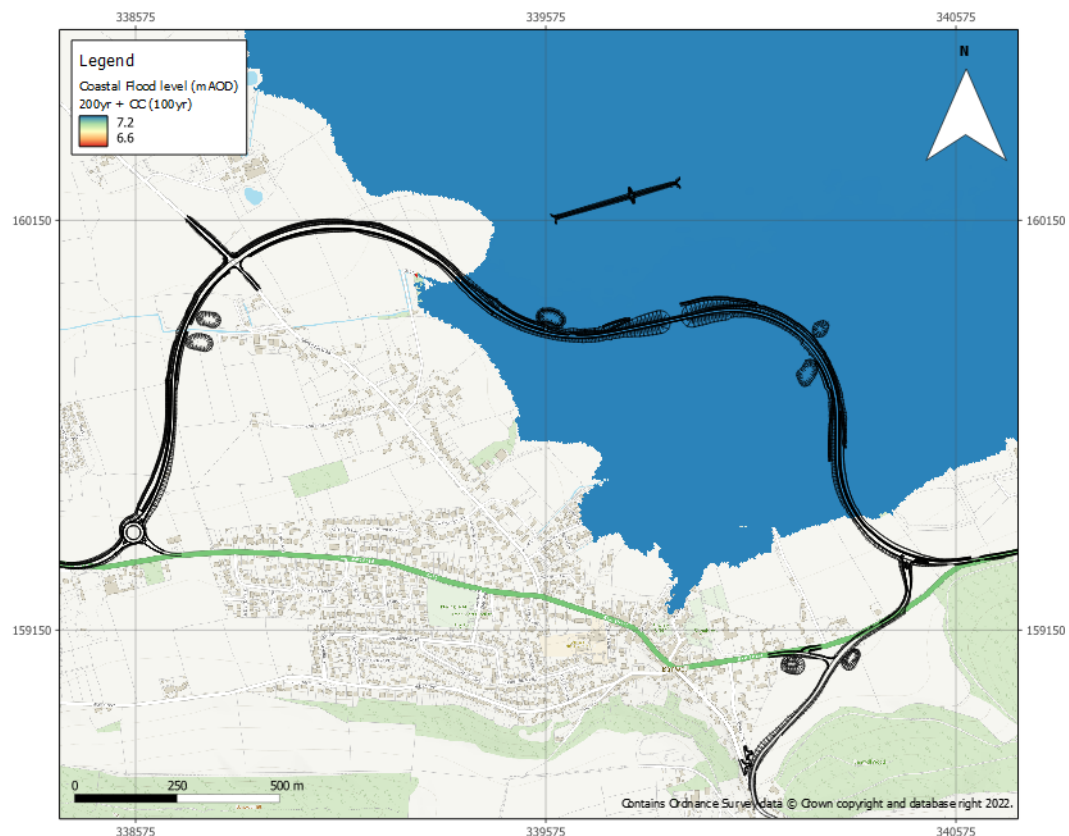 338575 339575 340575
Legend
Coastal Flood level (mAOD)
200yr + CC (100yr)
7.2
6.6
N
160150 160150
159150 159150
0 250 500 m
Contains Ordnance Survey data © Crown copyright and database right 2022.
338575 339575 340575